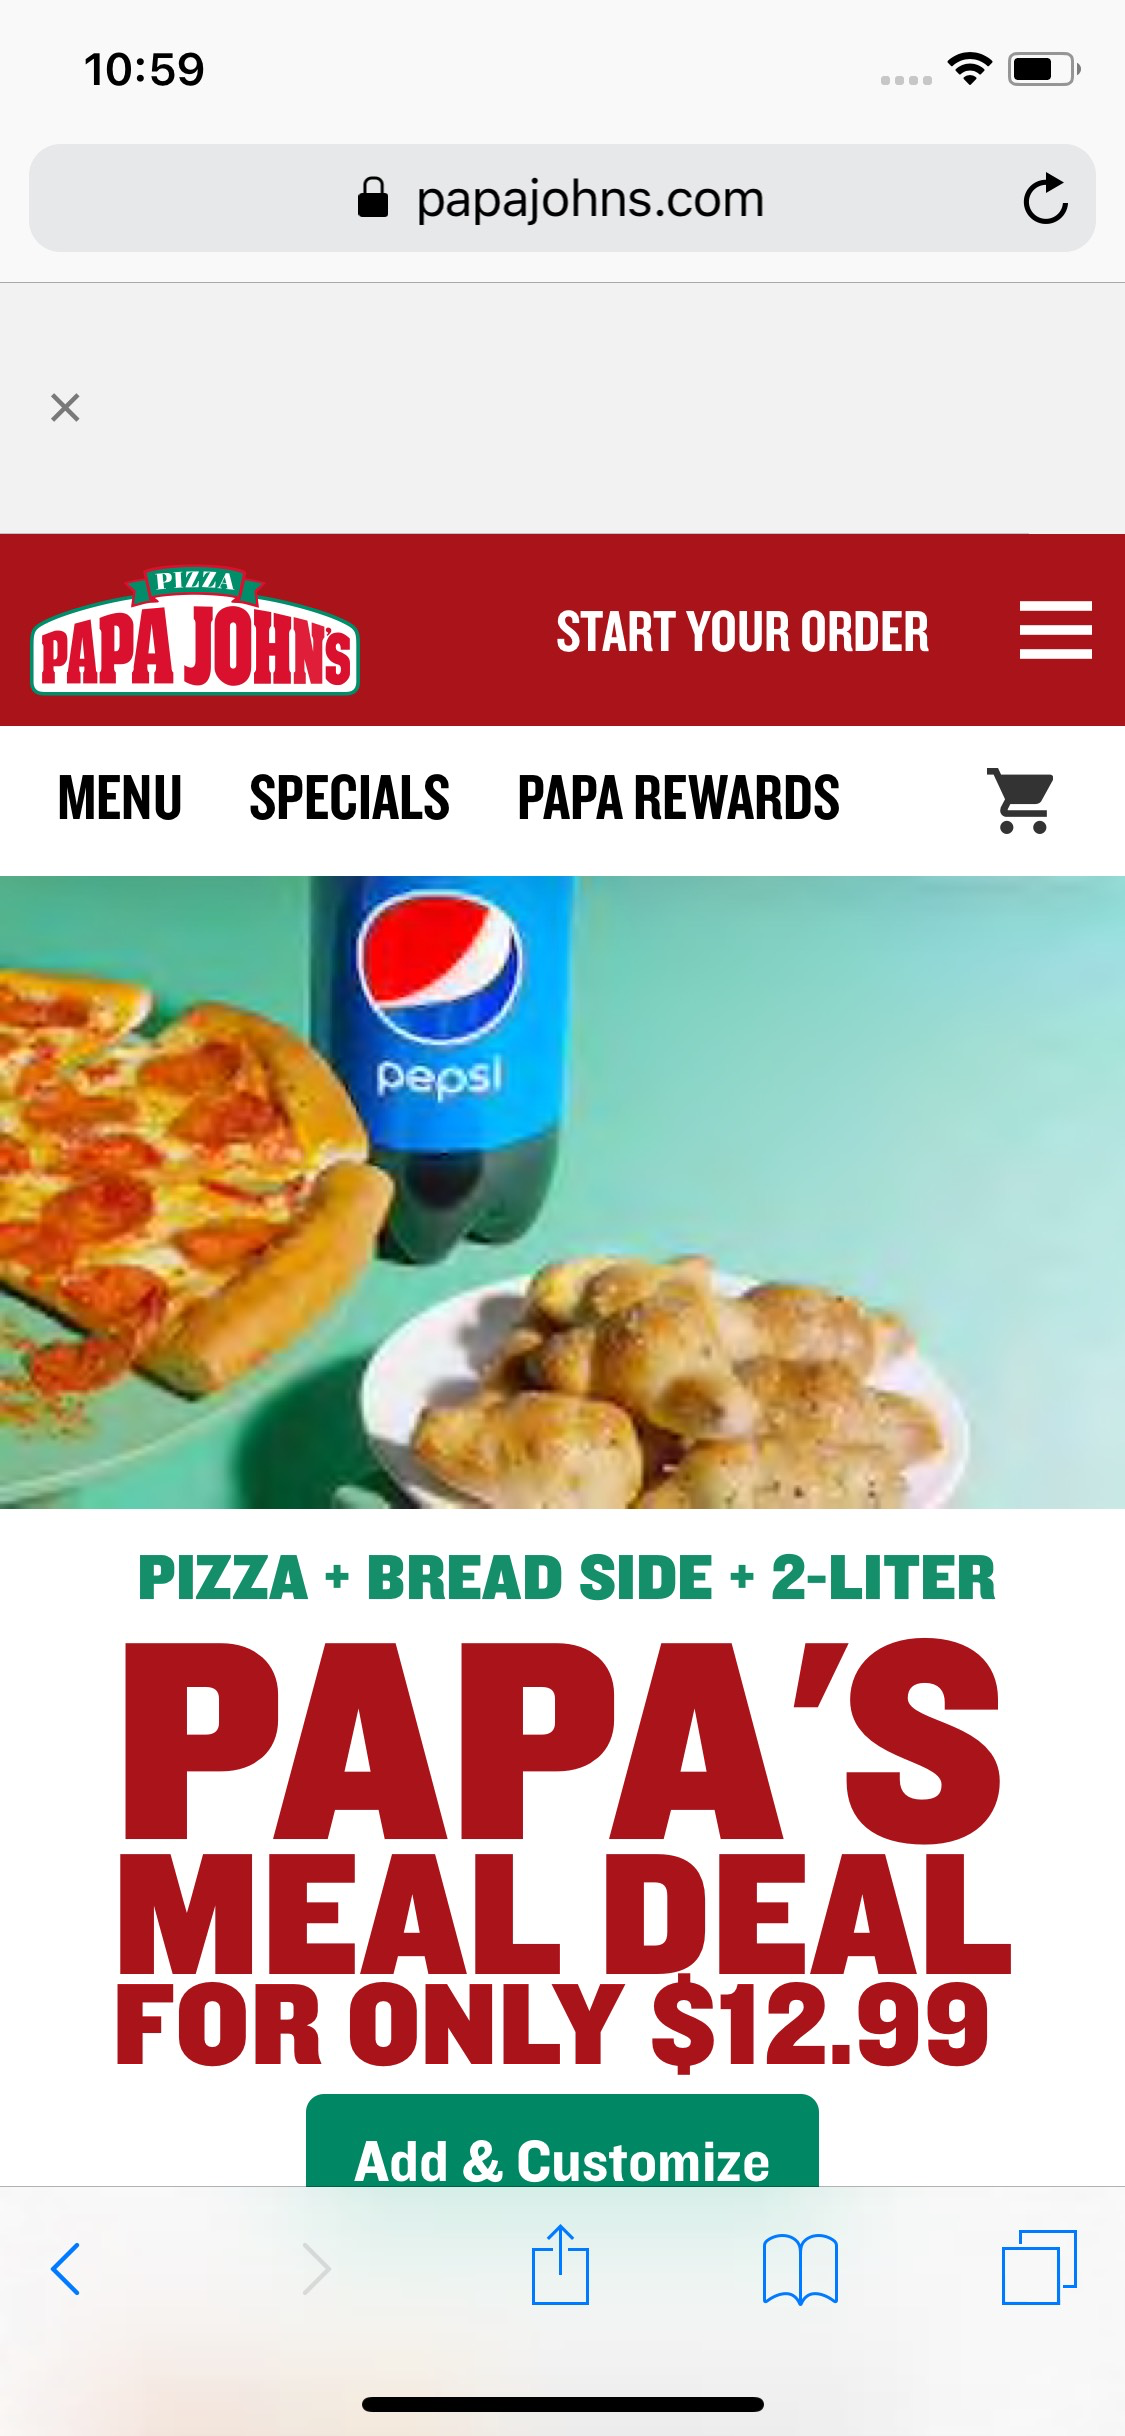 10:59
papajohns.com
PIZZA
PAPA JOHN'S
START YOUR ORDER
MENU SPECIALS PAPA REWARDS
pepsi
PIZZA + BREAD SIDE + 2-LITER
PAPA'S
MEAL DEAL
FOR ONLY $12.99
Add & Customize